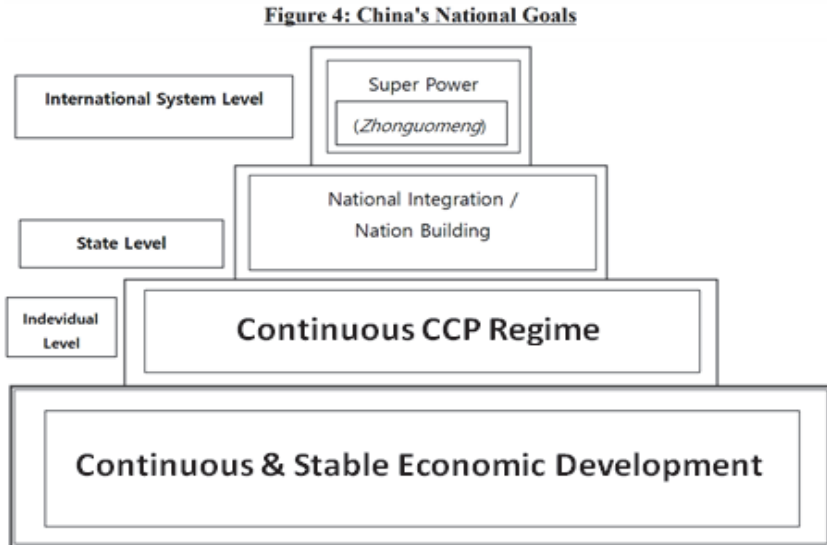 Figure 4: China's National Goals
International System Level
Super Power
(Zhonguomeng)
National Integration /
Nation Building
State Level
Indevidual
Level
Continuous CCP Regime
Continuous & Stable Economic Development